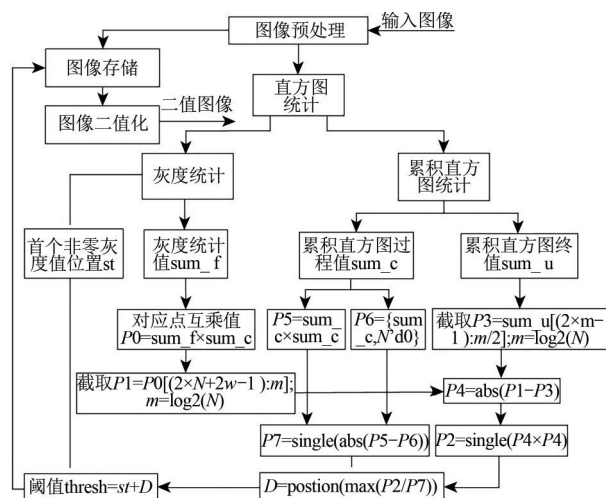 图像预处理
输入图像
图像存储
直方图
统计
二值图像
图像二值化
灰度统计
累积直方
图统计
首个非零灰
度值位置st
灰度统计
值sum_ f
累积直方图过
程值sum_c
累积直方图终
值sum_ u
对应点互乘值
P0=sum_f×sum_c
P5=sum_
c×sum_c
P6={sum
_c,N'd0}
截取P3=sum_u[(2×m-
1 ):m/2];m=log2(N)
截取P1=P0[(2×N+2w-1 ):m];
m=log2(N)
P4=abs(P1-P3)
P7=single(abs(P5-P6))
P2=single(P4×P4)
阈值thresh=st+D
D=postion(max(P2/P7))